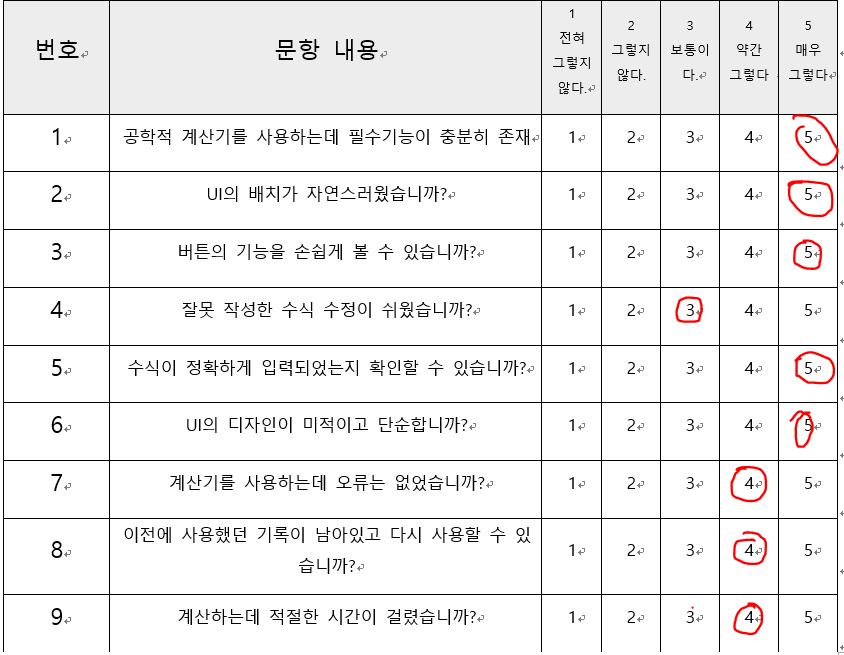 번호 문항 내용 1 전혀 그렇지 않다. 2 그렇지 않다. 3 보통이다. 4 약간 그렇다 5 매우 그렇다
1 공학적 계산기를 사용하는데 필수기능이 충분히 존재 1 2 3 4 5
2 UI의 배치가 자연스러웠습니까? 1 2 3 4 5
3 버튼의 기능을 손쉽게 볼 수 있습니까? 1 2 3 4 5
4 잘못 작성한 수식 수정이 쉬웠습니까? 1 2 3 4 5
5 수식이 정확하게 입력되었는지 확인할 수 있습니까? 1 2 3 4 5
6 UI의 디자인이 미적이고 단순합니까? 1 2 3 4 5
7 계산기를 사용하는데 오류는 없었습니까? 1 2 3 4 5
8 이전에 사용했던 기록이 남아있고 다시 사용할 수 있
습니까? 1 2 3 4 5
9 계산하는데 적절한 시간이 걸렸습니까? 1 2 3 4 5